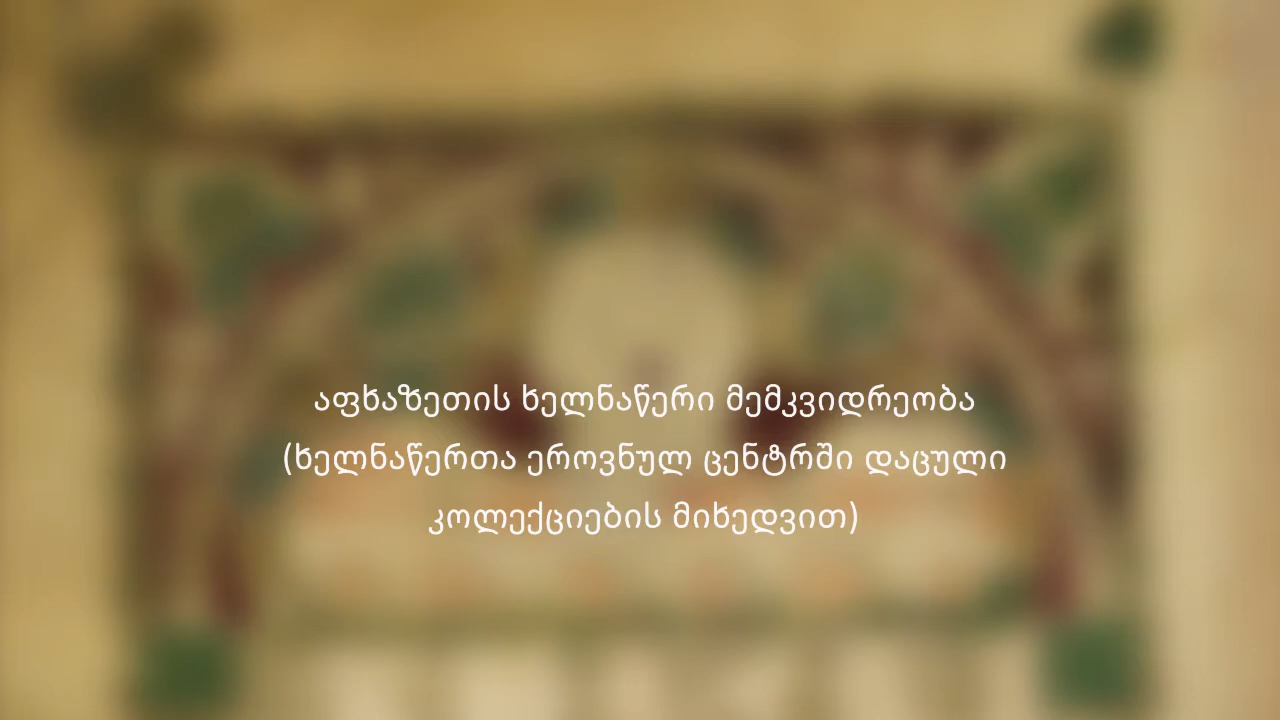 აფხაზეთის ხელნაწერი მემკვიდრეობა
(ხელნაწერთა ეროვნულ ცენტრში დაცული
კოლექციების მიხედვით)